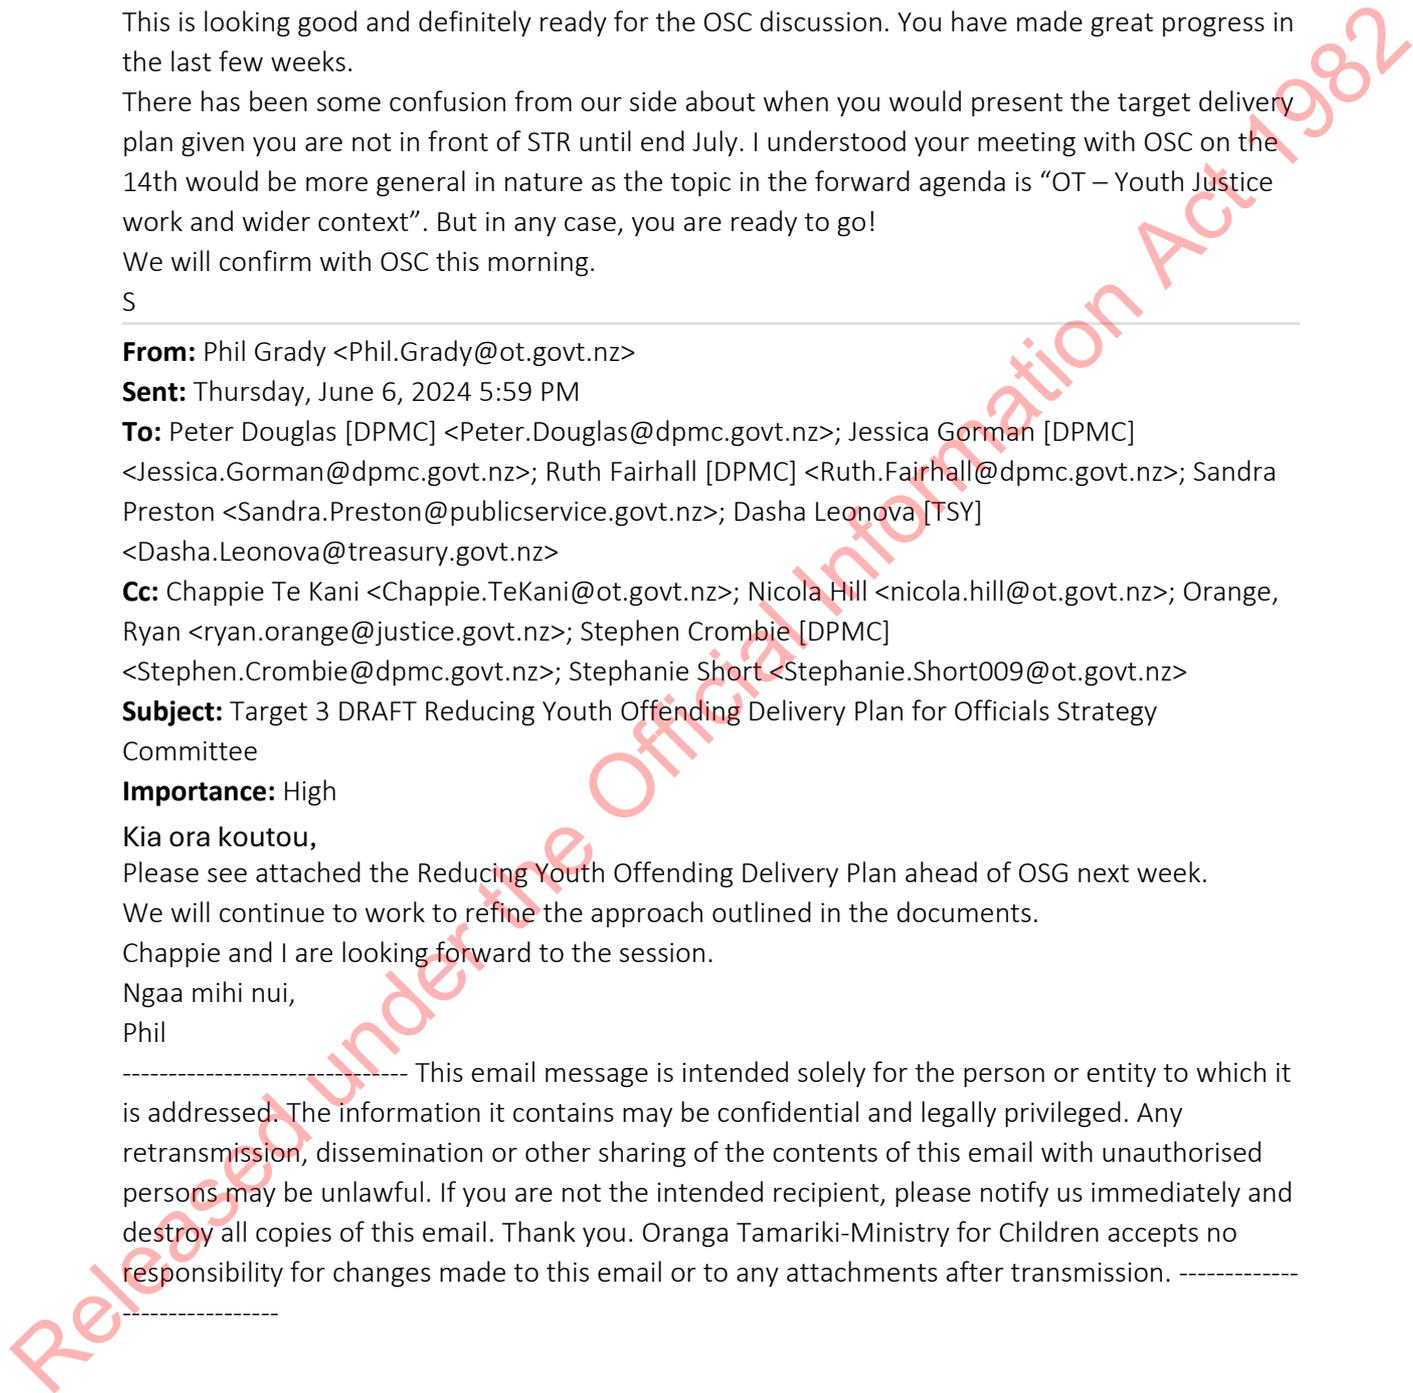 This is looking good and definitely ready for the OSC discussion. You have made great progress in
the last few weeks.
There has been some confusion from our side about when you would present the target delivery
plan given you are not in front of STR until end July. I understood your meeting with OSC on the
14th would be more general in nature as the topic in the forward agenda is “OT – Youth Justice
work and wider context”. But in any case, you are ready to go!
We will confirm with OSC this morning.
S
From: Phil Grady <Phil.Grady@ot.govt.nz>
Sent: Thursday, June 6, 2024 5:59 PM
To: Peter Douglas [DPMC] <Peter.Douglas@dpmc.govt.nz>; Jessica Gorman [DPMC]
<Jessica.Gorman@dpmc.govt.nz>; Ruth Fairhall [DPMC] <Ruth.Fairhall@dpmc.govt.nz>; Sandra
Preston <Sandra.Preston@publicservice.govt.nz>; Dasha Leonova [TSY]
<Dasha.Leonova@treasury.govt.nz>
Cc: Chappie Te Kani <Chappie.TeKani@ot.govt.nz>; Nicola Hill <nicola.hill@ot.govt.nz>; Orange,
Ryan <ryan.orange@justice.govt.nz>; Stephen Crombie [DPMC]
<Stephen.Crombie@dpmc.govt.nz>; Stephanie Short <Stephanie.Short009@ot.govt.nz>
Subject: Target 3 DRAFT Reducing Youth Offending Delivery Plan for Officials Strategy
Committee
Importance: High
Kia ora koutou,
Please see attached the Reducing Youth Offending Delivery Plan ahead of OSG next week.
We will continue to work to refine the approach outlined in the documents.
Chappie and I are looking forward to the session.
Ngaa mihi nui,
Phil
------------------------------- This email message is intended solely for the person or entity to which it
is addressed. The information it contains may be confidential and legally privileged. Any
retransmission, dissemination or other sharing of the contents of this email with unauthorised
persons may be unlawful. If you are not the intended recipient, please notify us immediately and
destroy all copies of this email. Thank you. Oranga Tamariki-Ministry for Children accepts no
responsibility for changes made to this email or to any attachments after transmission. -------------
-----------------
Released under the Official Information Act 1982